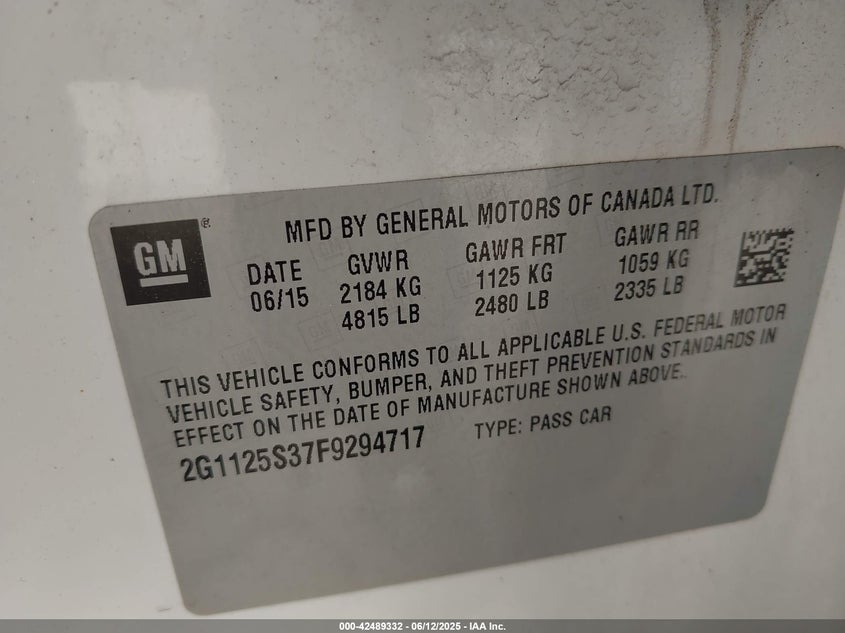 MFD BY GENERAL MOTORS OF CANADA LTD.
GM®
DATE GVWR GAWR FRT GAWR RR
06/15 2184 KG 1125 KG 1059 KG
4815 LB 2480 LB 2335 LB
THIS VEHICLE CONFORMS TO ALL APPLICABLE U.S. FEDERAL MOTOR
VEHICLE SAFETY, BUMPER, AND THEFT PREVENTION STANDARDS IN
EFFECT ON THE DATE OF MANUFACTURE SHOWN ABOVE.
2G1125S37F9294717 TYPE: PASS CAR
000-42489332 - 06/12/2025 - IAA Inc.